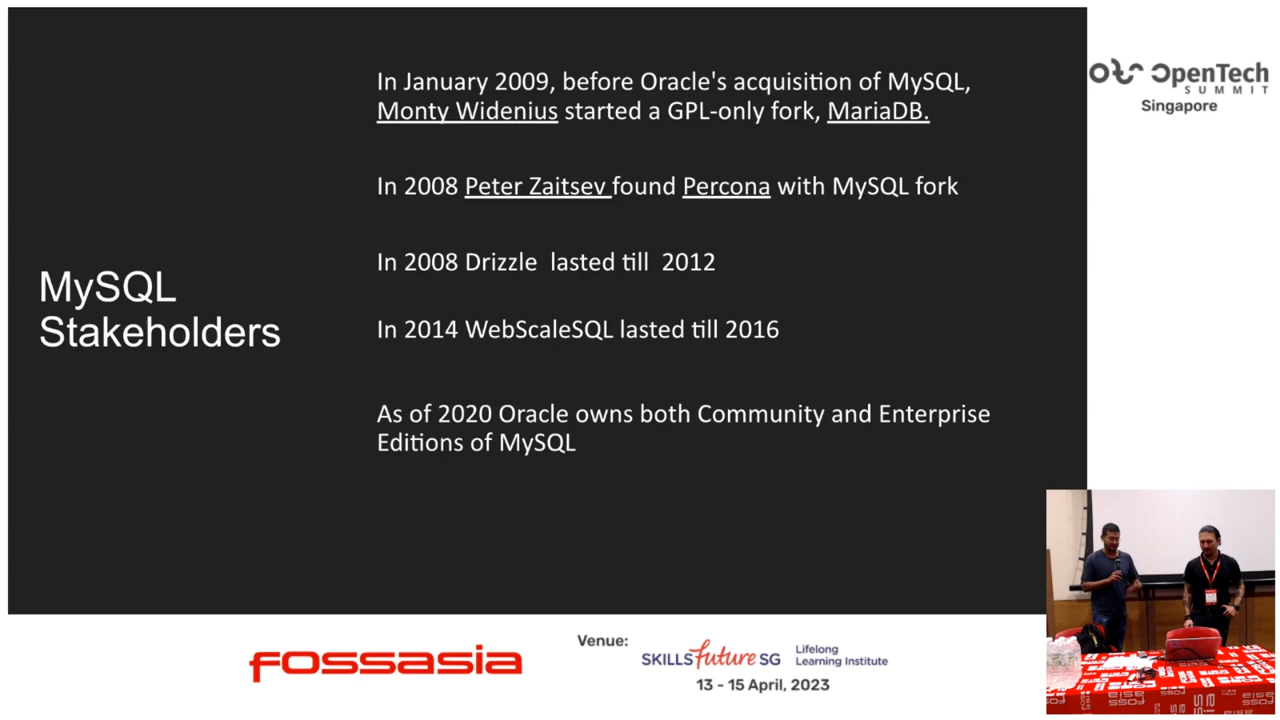 In January 2009, before Oracle's acquisition of MySQL,
Monty Widenius started a GPL-only fork, MariaDB.
In 2008 Peter Zaitsev found Percona with MySQL fork
In 2008 Drizzle lasted till 2012
MySQL
Stakeholders
In 2014 WebScaleSQL lasted till 2016
As of 2020 Oracle owns both Community and Enterprise
Editions of MySQL
OpenTech
SUMMIT
Singapore
FOSSASIA
Venue:
SKILLS future SG
Lifelong
Learning Institute
13 - 15 April, 2023